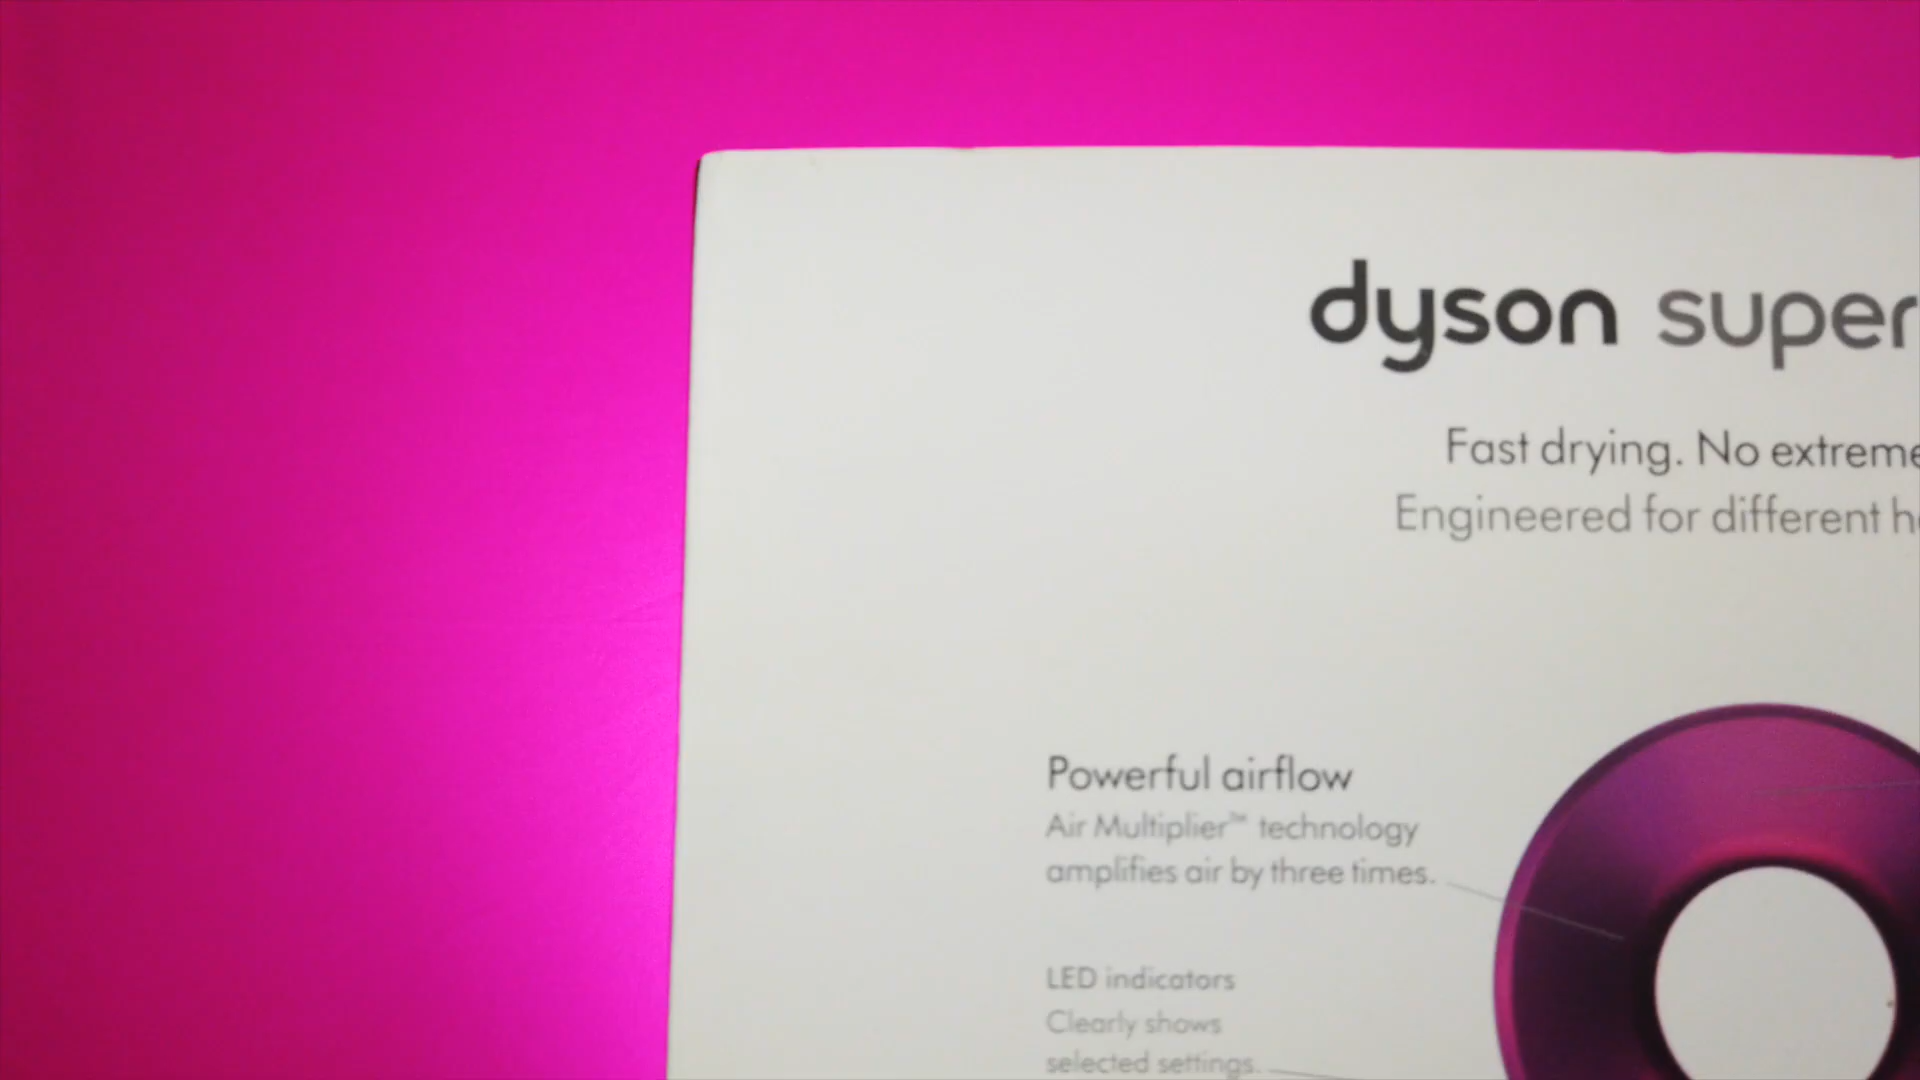 dyson super
Fast drying. No extreme
Engineered for different h
Powerful airflow
Air Multiplier™ technology
amplifies air by three times.
LED indicators
Clearly shows
selected settings.